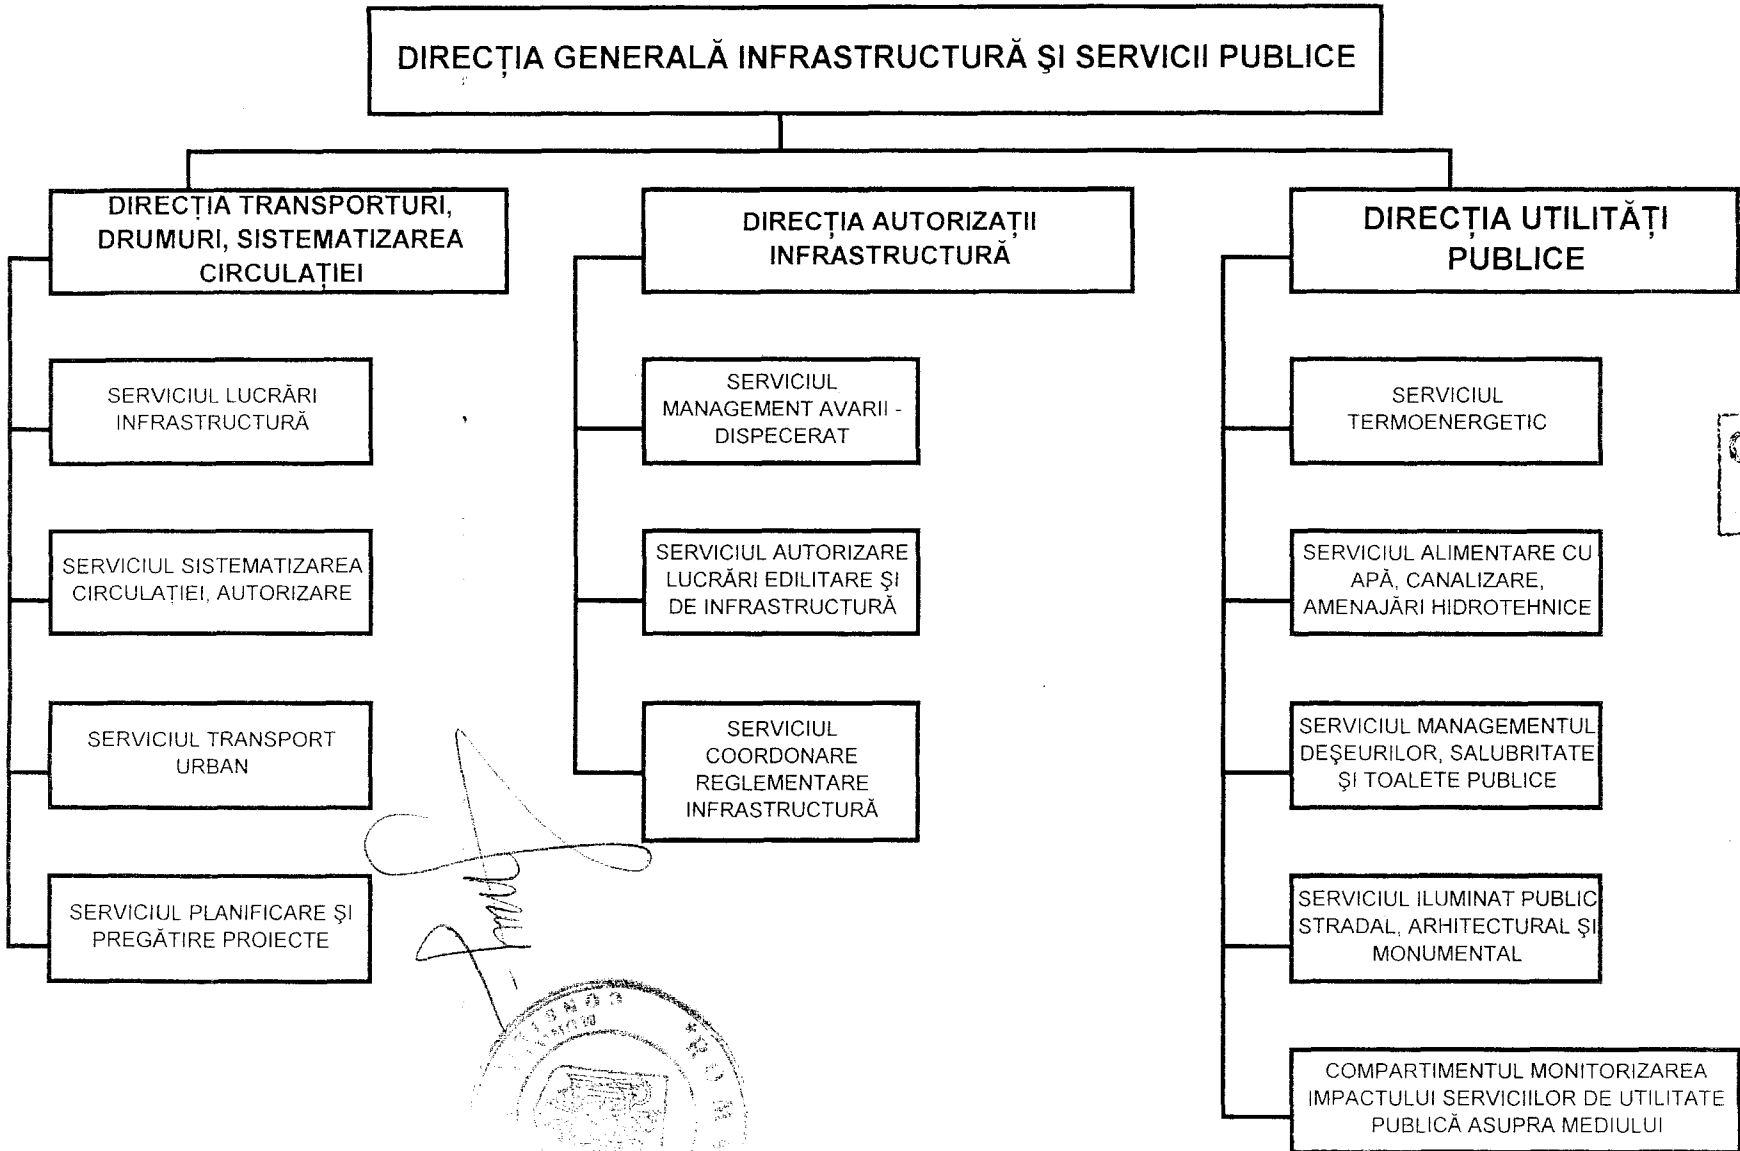 DIRECȚIA GENERALĂ INFRASTRUCTURĂ ŞI SERVICII PUBLICE
DIRECȚIA TRANSPORTURI,
DRUMURI, SISTEMATIZAREA
CIRCULAȚIEI
SERVICIUL LUCRĂRI
INFRASTRUCTURĂ
SERVICIUL SISTEMATIZAREA
CIRCULAȚIEI, AUTORIZARE
SERVICIUL TRANSPORT
URBAN
SERVICIUL PLANIFICARE ŞI
PREGĂTIRE PROIECTE
DIRECȚIA AUTORIZAȚII
INFRASTRUCTURĂ
SERVICIUL
MANAGEMENT AVARII -
DISPECERAT
SERVICIUL AUTORIZARE
LUCRĂRI EDILITARE ŞI
DE INFRASTRUCTURĂ
SERVICIUL
COORDONARE
REGLEMENTARE
INFRASTRUCTURĂ
DIRECȚIA UTILITĂȚI
PUBLICE
SERVICIUL
TERMOENERGETIC
SERVICIUL ALIMENTARE CU
APĂ, CANALIZARE,
AMENAJĂRI HIDROTEHNICE
SERVICIUL MANAGEMENTUL
DEŞEURILOR, SALUBRITATE
ŞI TOALETE PUBLICE
SERVICIUL ILUMINAT PUBLIC
STRADAL, ARHITECTURAL ŞI
MONUMENTAL
COMPARTIMENTUL MONITORIZAREA
IMPACTULUI SERVICIILOR DE UTILITATE
PUBLICĂ ASUPRA MEDIULUI